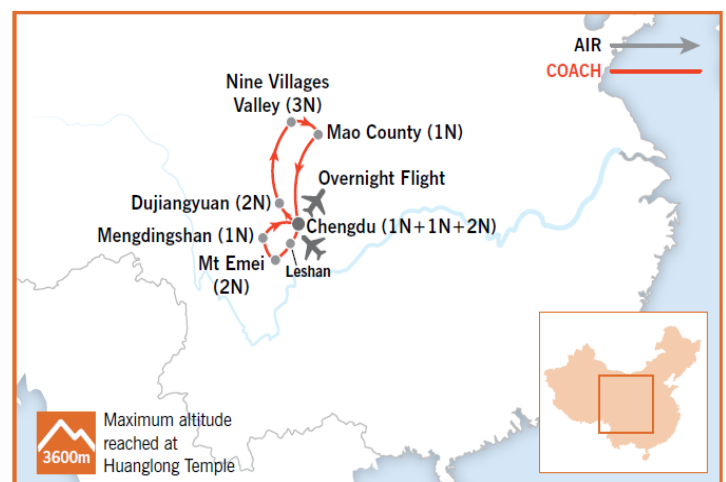 AIR
COACH
Nine Villages
Valley (3N)
Mao County (1N)
Overnight Flight
Dujiangyuan (2N)
Chengdu (1N+1N+2N)
Mengdingshan (1N)
Leshan
Mt Emei
(2N)
3600m
Maximum altitude
reached at
Huanglong Temple